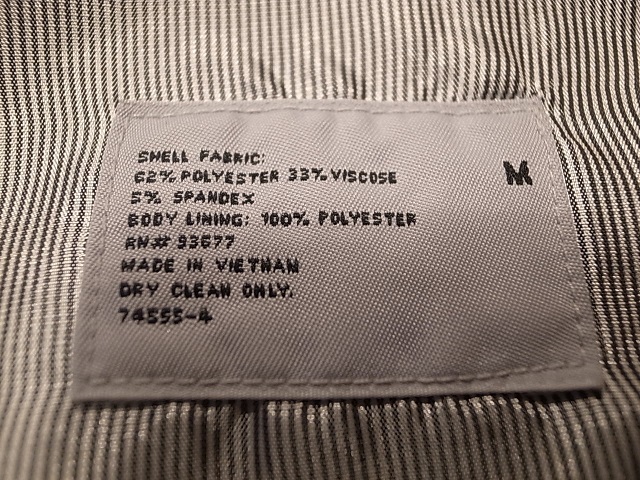 SHELL FABRIC:
62% POLYESTER 33% VISCOSE
5% SPANDEX
BODY LINING: 100% POLYESTER
RN# 93677
MADE IN VIETNAM
DRY CLEAN ONLY.
74555-4
M